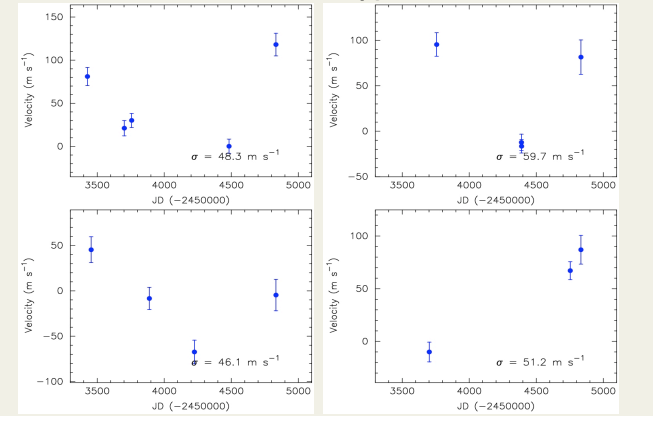 150
100
50
0
Velocity (m s⁻¹)
σ = 48.3 m s⁻¹
3500 4000 4500 5000
JD (−2450000)
100
50
0
−50
Velocity (m s⁻¹)
σ = 59.7 m s⁻¹
3500 4000 4500 5000
JD (−2450000)
50
0
−50
−100
Velocity (m s⁻¹)
σ = 46.1 m s⁻¹
3500 4000 4500 5000
JD (−2450000)
100
50
0
Velocity (m s⁻¹)
σ = 51.2 m s⁻¹
3500 4000 4500 5000
JD (−2450000)